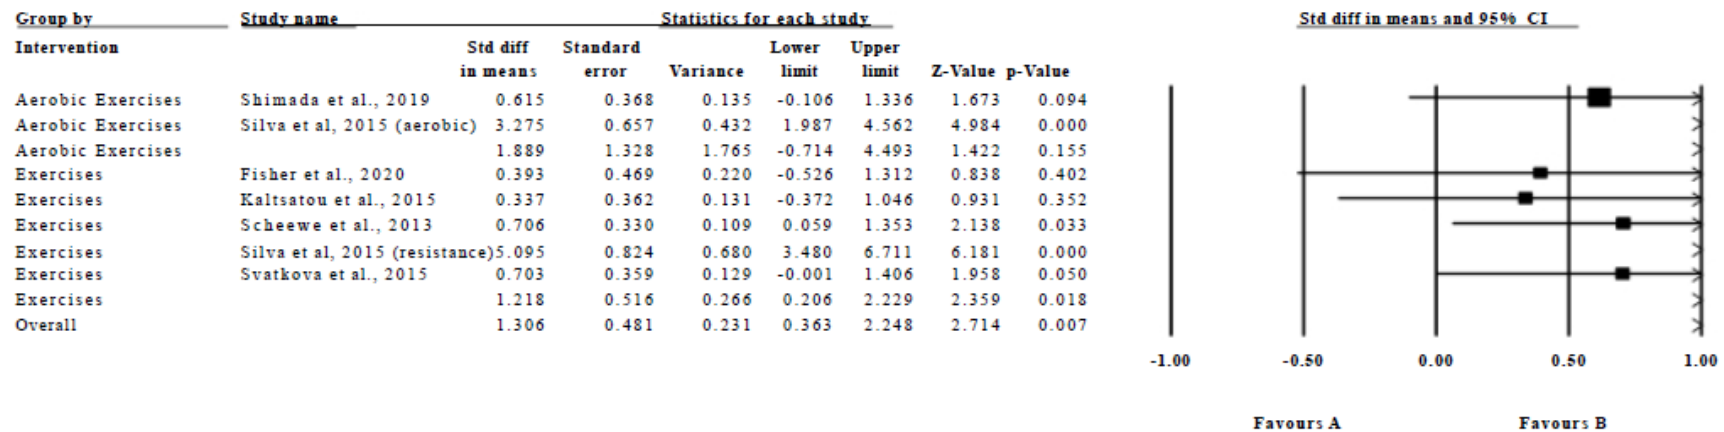 Group by Study name Statistics for each study Std diff in means and 95% CI
Intervention Std diff Standard Lower Upper
in means error Variance limit limit Z-Value p-Value
Aerobic Exercises Shimada et al., 2019 0.615 0.368 0.135 -0.106 1.336 1.673 0.094
Aerobic Exercises Silva et al, 2015 (aerobic) 3.275 0.657 0.432 1.987 4.562 4.984 0.000
Aerobic Exercises 1.889 1.328 1.765 -0.714 4.493 1.422 0.155
Exercises Fisher et al., 2020 0.393 0.469 0.220 -0.526 1.312 0.838 0.402
Exercises Kaltsatou et al., 2015 0.337 0.362 0.131 -0.372 1.046 0.931 0.352
Exercises Scheewe et al., 2013 0.706 0.330 0.109 0.059 1.353 2.138 0.033
Exercises Silva et al, 2015 (resistance) 5.095 0.824 0.680 3.480 6.711 6.181 0.000
Exercises Svatkova et al., 2015 0.703 0.359 0.129 -0.001 1.406 1.958 0.050
Exercises 1.218 0.516 0.266 0.206 2.229 2.359 0.018
Overall 1.306 0.481 0.231 0.363 2.248 2.714 0.007
-1.00 -0.50 0.00 0.50 1.00
Favours A Favours B